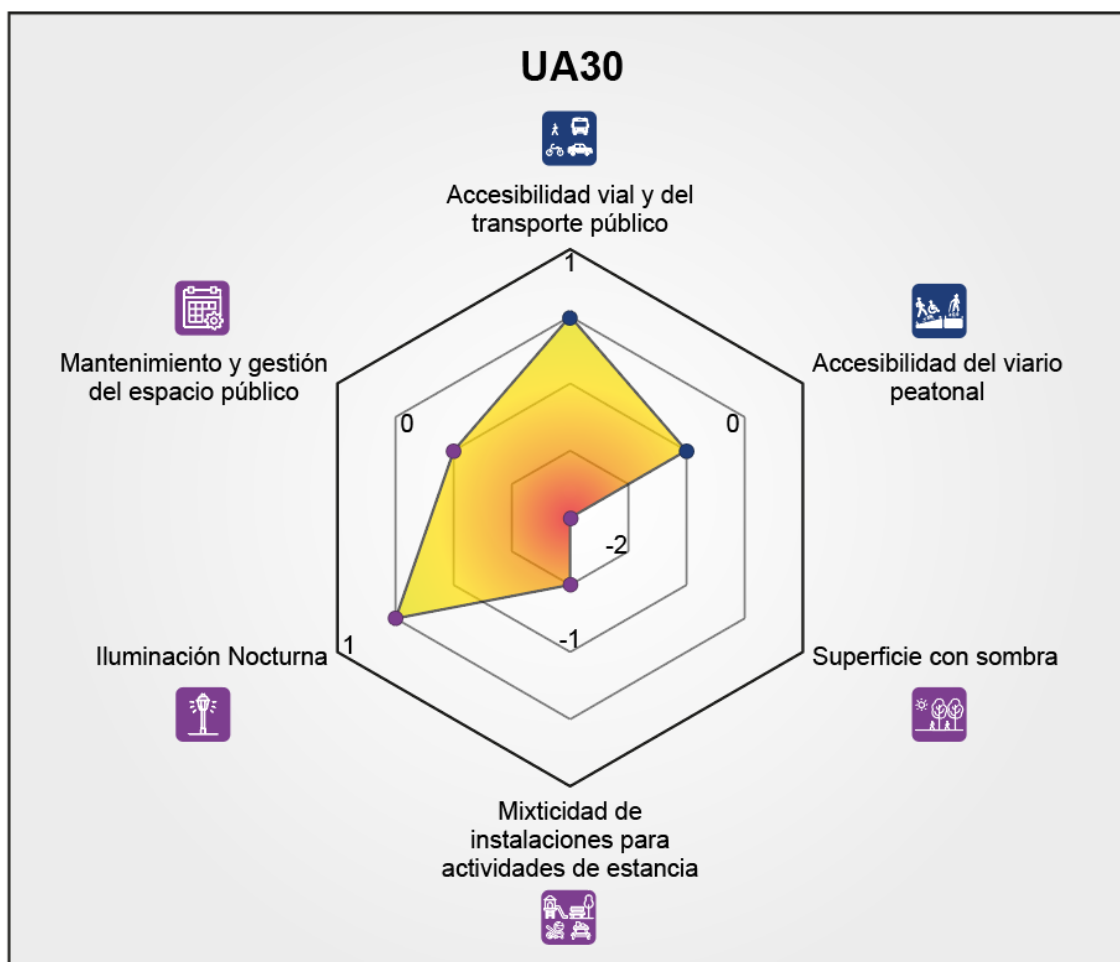 UA30
Accesibilidad vial y del
transporte público
1
Mantenimiento y gestión
del espacio público
Accesibilidad del viario
peatonal
0
0
-2
-1
1
Iluminación Nocturna
Superficie con sombra
Mixticidad de
instalaciones para
actividades de estancia